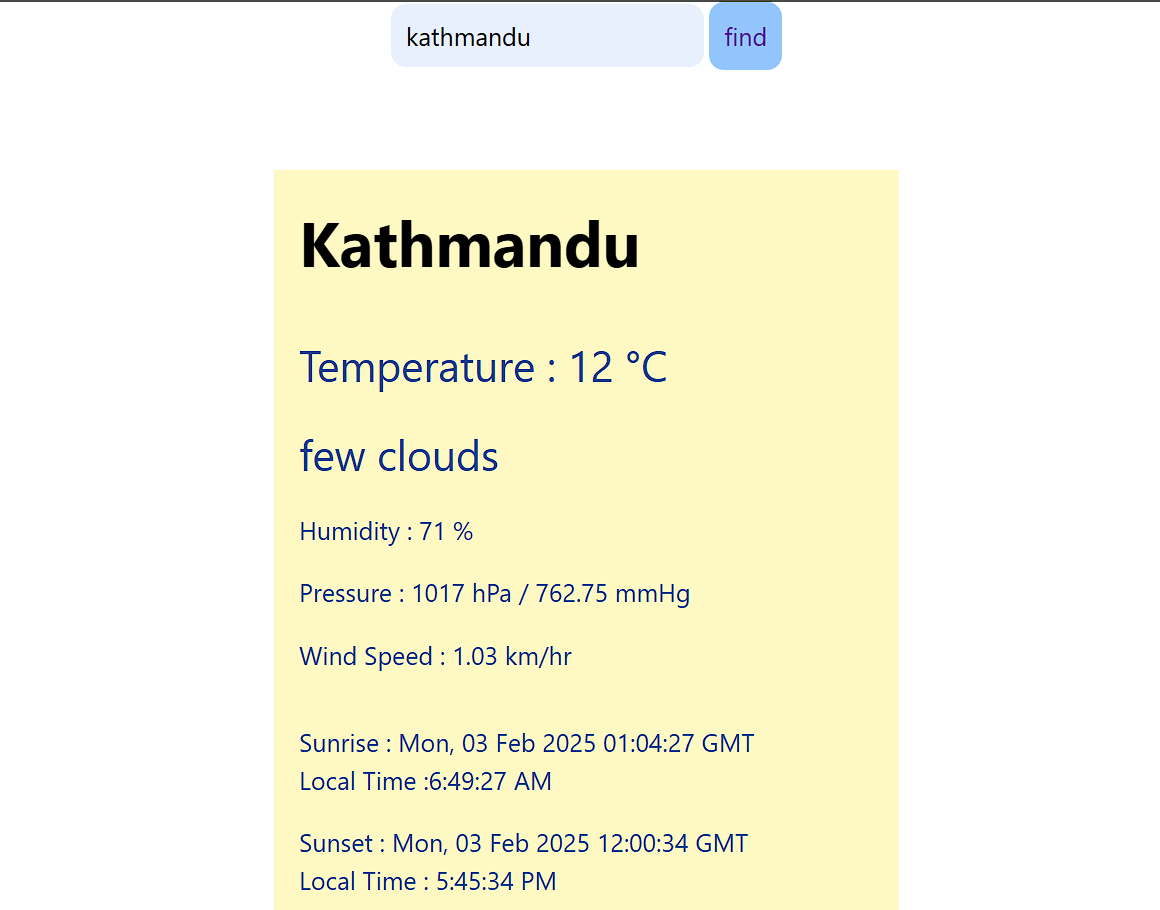 kathmandu
find
Kathmandu
Temperature : 12 °C
few clouds
Humidity : 71 %
Pressure : 1017 hPa / 762.75 mmHg
Wind Speed : 1.03 km/hr
Sunrise : Mon, 03 Feb 2025 01:04:27 GMT
Local Time :6:49:27 AM
Sunset : Mon, 03 Feb 2025 12:00:34 GMT
Local Time : 5:45:34 PM